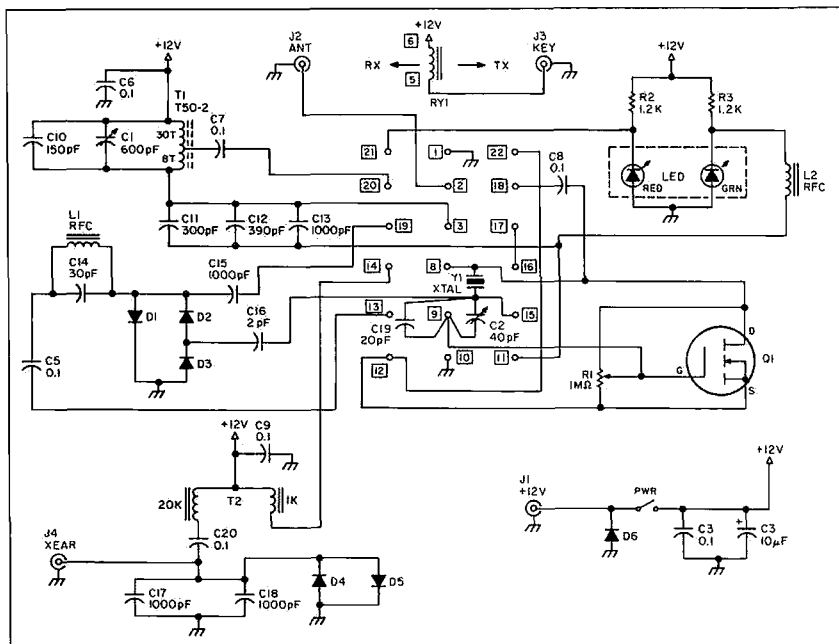 +12V
C6
0.1
T1
T50-2
C10
150pF
C1
600pF
30T
8T
C7
0.1
J2
ANT
6
+12V
5
RX
TX
RY1
J3
KEY
+12V
R2
1.2K
R3
1.2K
LED
RED
GRN
L2
RFC
21
1
22
20
2
18
C8
0.1
19
3
17
14
8
16
Y1
XTAL
13
9
15
12
10
11
C11
300pF
C12
390pF
C13
1000pF
L1
RFC
C14
30pF
C15
1000pF
D1
D2
D3
C16
2pF
C5
0.1
C19
20pF
C2
40pF
R1
1MΩ
D
G
S
Q1
+12V
C9
0.1
20K
T2
1K
C20
0.1
J4
XEAR
C17
1000pF
C18
1000pF
D4
D5
J1
+12V
PWR
+12V
D6
C3
0.1
+
C3
10µF